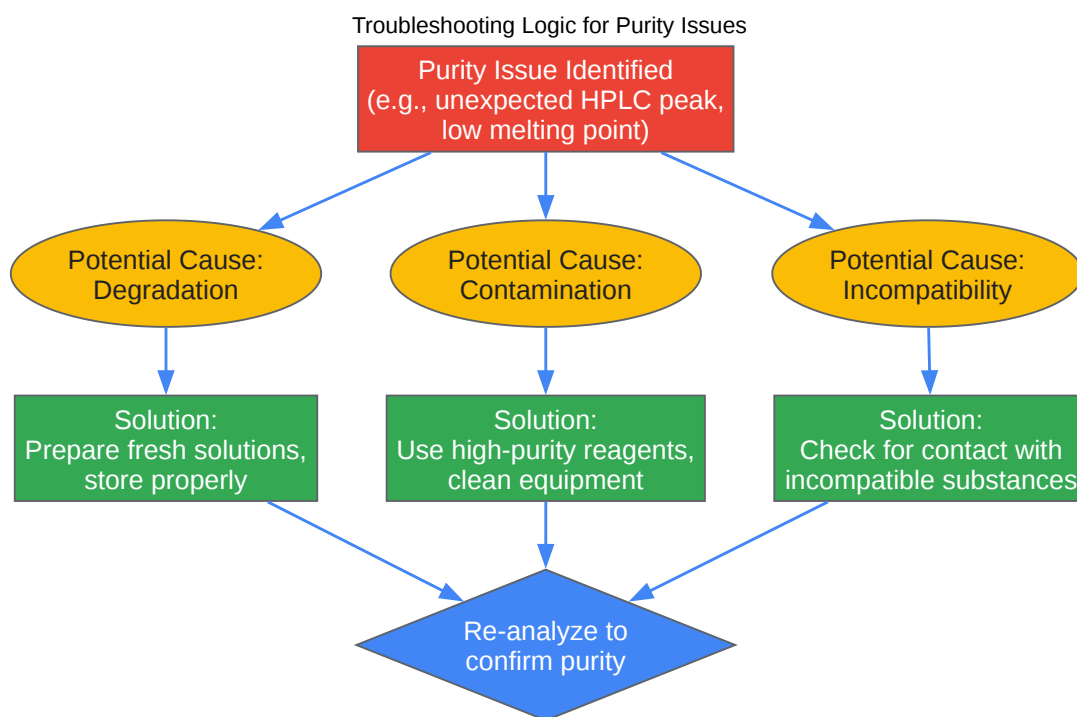 Troubleshooting Logic for Purity Issues
Purity Issue Identified
(e.g., unexpected HPLC peak,
low melting point)
Potential Cause:
Degradation
Potential Cause:
Contamination
Potential Cause:
Incompatibility
Solution:
Prepare fresh solutions,
store properly
Solution:
Use high-purity reagents,
clean equipment
Solution:
Check for contact with
incompatible substances
Re-analyze to
confirm purity